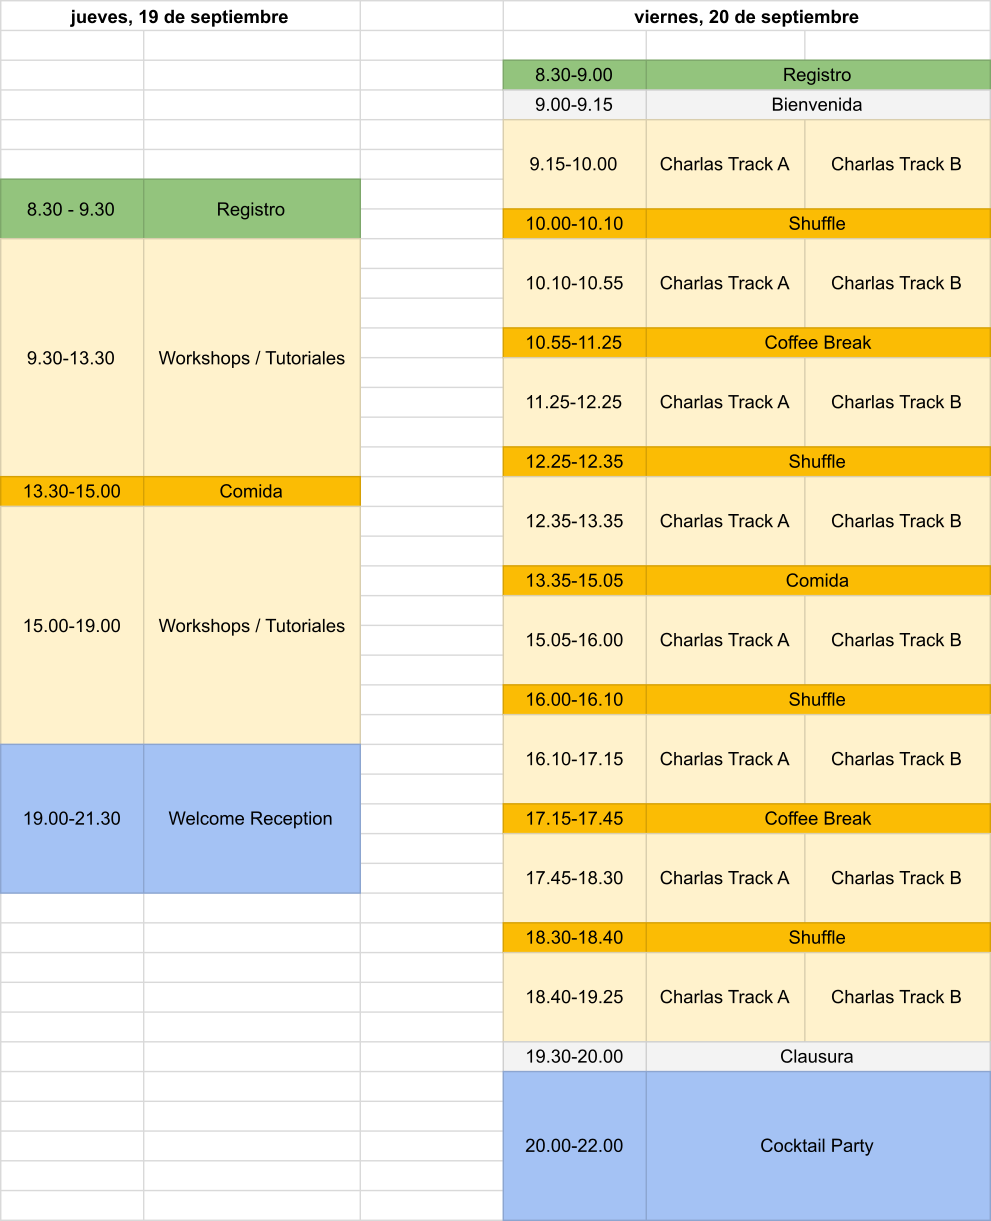 jueves, 19 de septiembre
8.30 - 9.30 Registro
9.30-13.30 Workshops / Tutoriales
13.30-15.00 Comida
15.00-19.00 Workshops / Tutoriales
19.00-21.30 Welcome Reception
viernes, 20 de septiembre
8.30-9.00 Registro
9.00-9.15 Bienvenida
9.15-10.00 Charlas Track A Charlas Track B
10.00-10.10 Shuffle
10.10-10.55 Charlas Track A Charlas Track B
10.55-11.25 Coffee Break
11.25-12.25 Charlas Track A Charlas Track B
12.25-12.35 Shuffle
12.35-13.35 Charlas Track A Charlas Track B
13.35-15.05 Comida
15.05-16.00 Charlas Track A Charlas Track B
16.00-16.10 Shuffle
16.10-17.15 Charlas Track A Charlas Track B
17.15-17.45 Coffee Break
17.45-18.30 Charlas Track A Charlas Track B
18.30-18.40 Shuffle
18.40-19.25 Charlas Track A Charlas Track B
19.30-20.00 Clausura
20.00-22.00 Cocktail Party